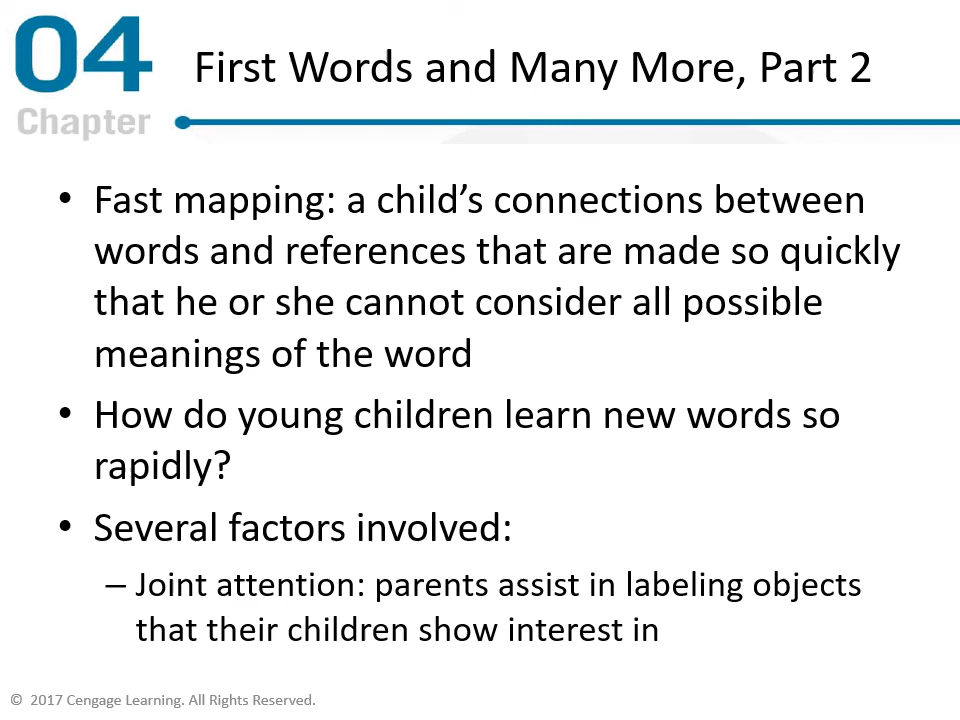 04
Chapter
First Words and Many More, Part 2
• Fast mapping: a child’s connections between
words and references that are made so quickly
that he or she cannot consider all possible
meanings of the word
• How do young children learn new words so
rapidly?
• Several factors involved:
– Joint attention: parents assist in labeling objects
that their children show interest in
© 2017 Cengage Learning. All Rights Reserved.